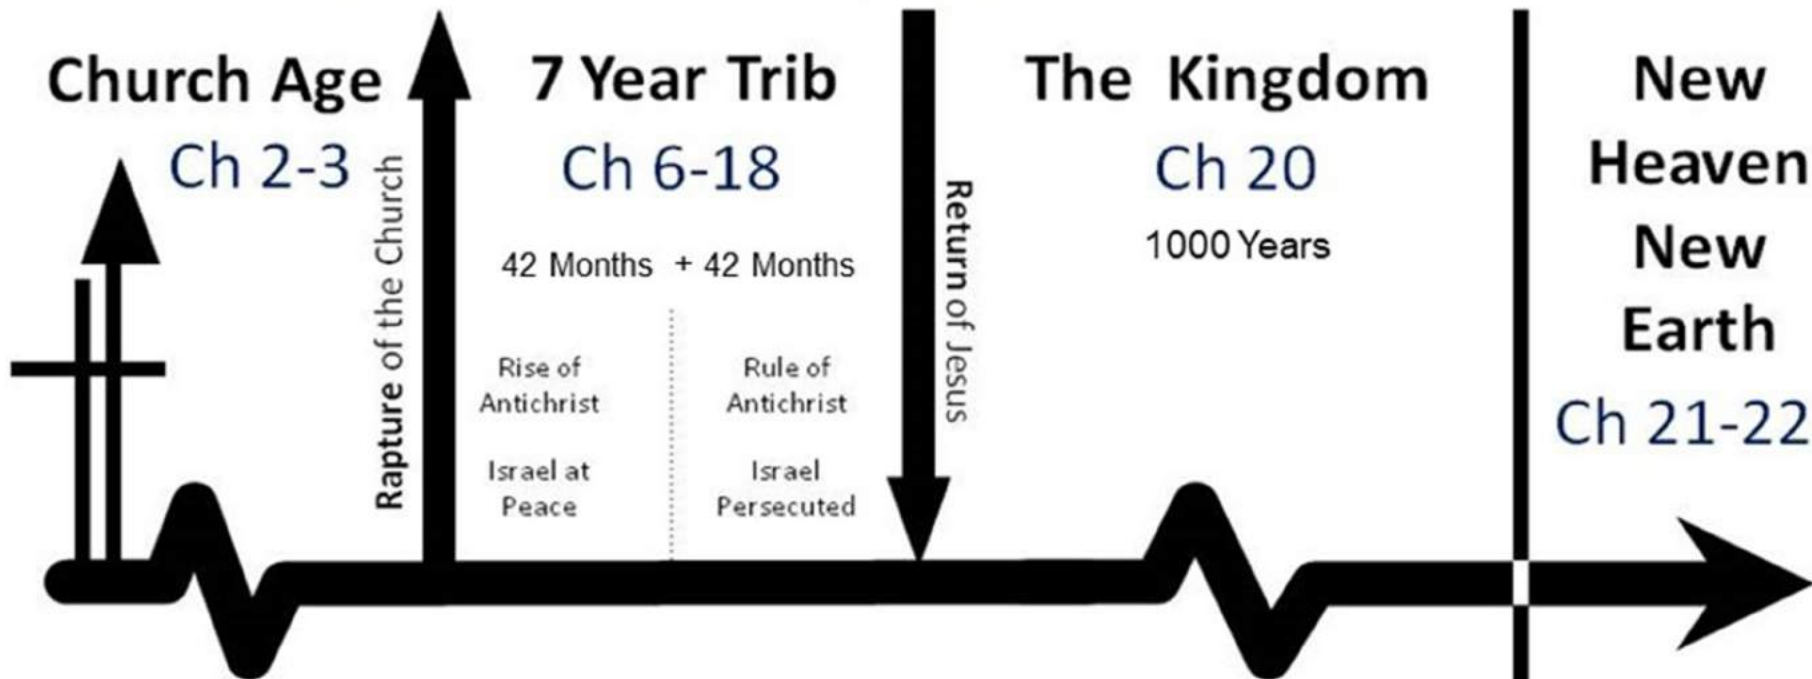 Church Age
Ch 2-3
Rapture of the Church
7 Year Trib
Ch 6-18
42 Months + 42 Months
Rise of
Antichrist
Israel at
Peace
Rule of
Antichrist
Israel
Persecuted
Return of Jesus
The Kingdom
Ch 20
1000 Years
New
Heaven
New
Earth
Ch 21-22